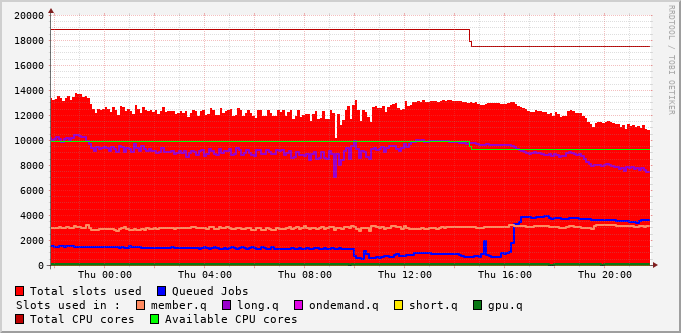 20000
18000
16000
14000
12000
10000
8000
6000
4000
2000
0
Thu 00:00 Thu 04:00 Thu 08:00 Thu 12:00 Thu 16:00 Thu 20:00
RRDTOOL / TOBI OETIKER
Total slots used Queued Jobs
Slots used in : member.q long.q ondemand.q short.q gpu.q
Total CPU cores Available CPU cores